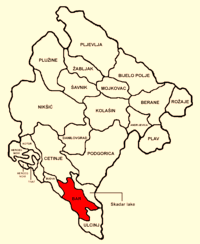 PLJEVLJA
PLUŽINE
ŽABLJAK
BIJELO POLJE
ŠAVNIK
MOJKOVAC
BERANE
ROŽAJE
NIKŠIĆ
KOLAŠIN
PLAV
DANILOVGRAD
CETINJE
PODGORICA
BAR
Skadar lake
ULCINJ